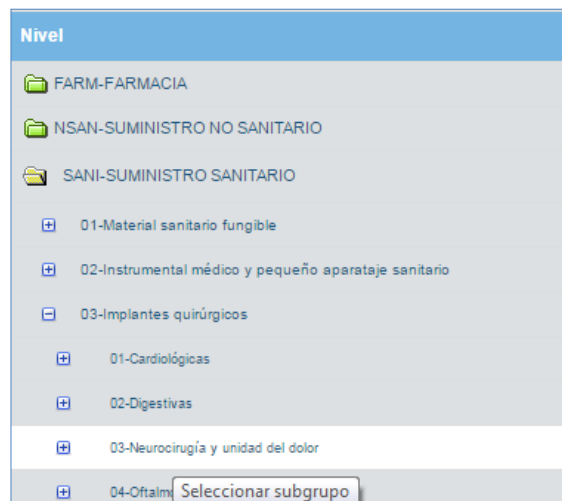 Nivel
FARM-FARMACIA
NSAN-SUMINISTRO NO SANITARIO
SANI-SUMINISTRO SANITARIO
01-Material sanitario fungible
02-Instrumental médico y pequeño aparataje sanitario
03-Implantes quirúrgicos
01-Cardiológicas
02-Digestivas
03-Neurocirugía y unidad del dolor
Seleccionar subgrupo